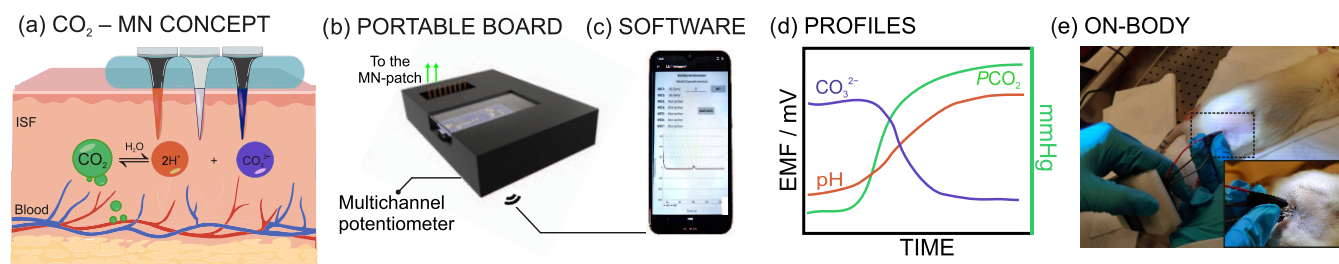 (a) CO₂ – MN CONCEPT
ISF
CO₂
H₂O
2H⁺
+
CO₃²⁻
Blood
(b) PORTABLE BOARD
To the
MN-patch
Multichannel
potentiometer
(c) SOFTWARE
(d) PROFILES
EMF / mV
CO₃²⁻
PCO₂
pH
mmHg
TIME
(e) ON-BODY